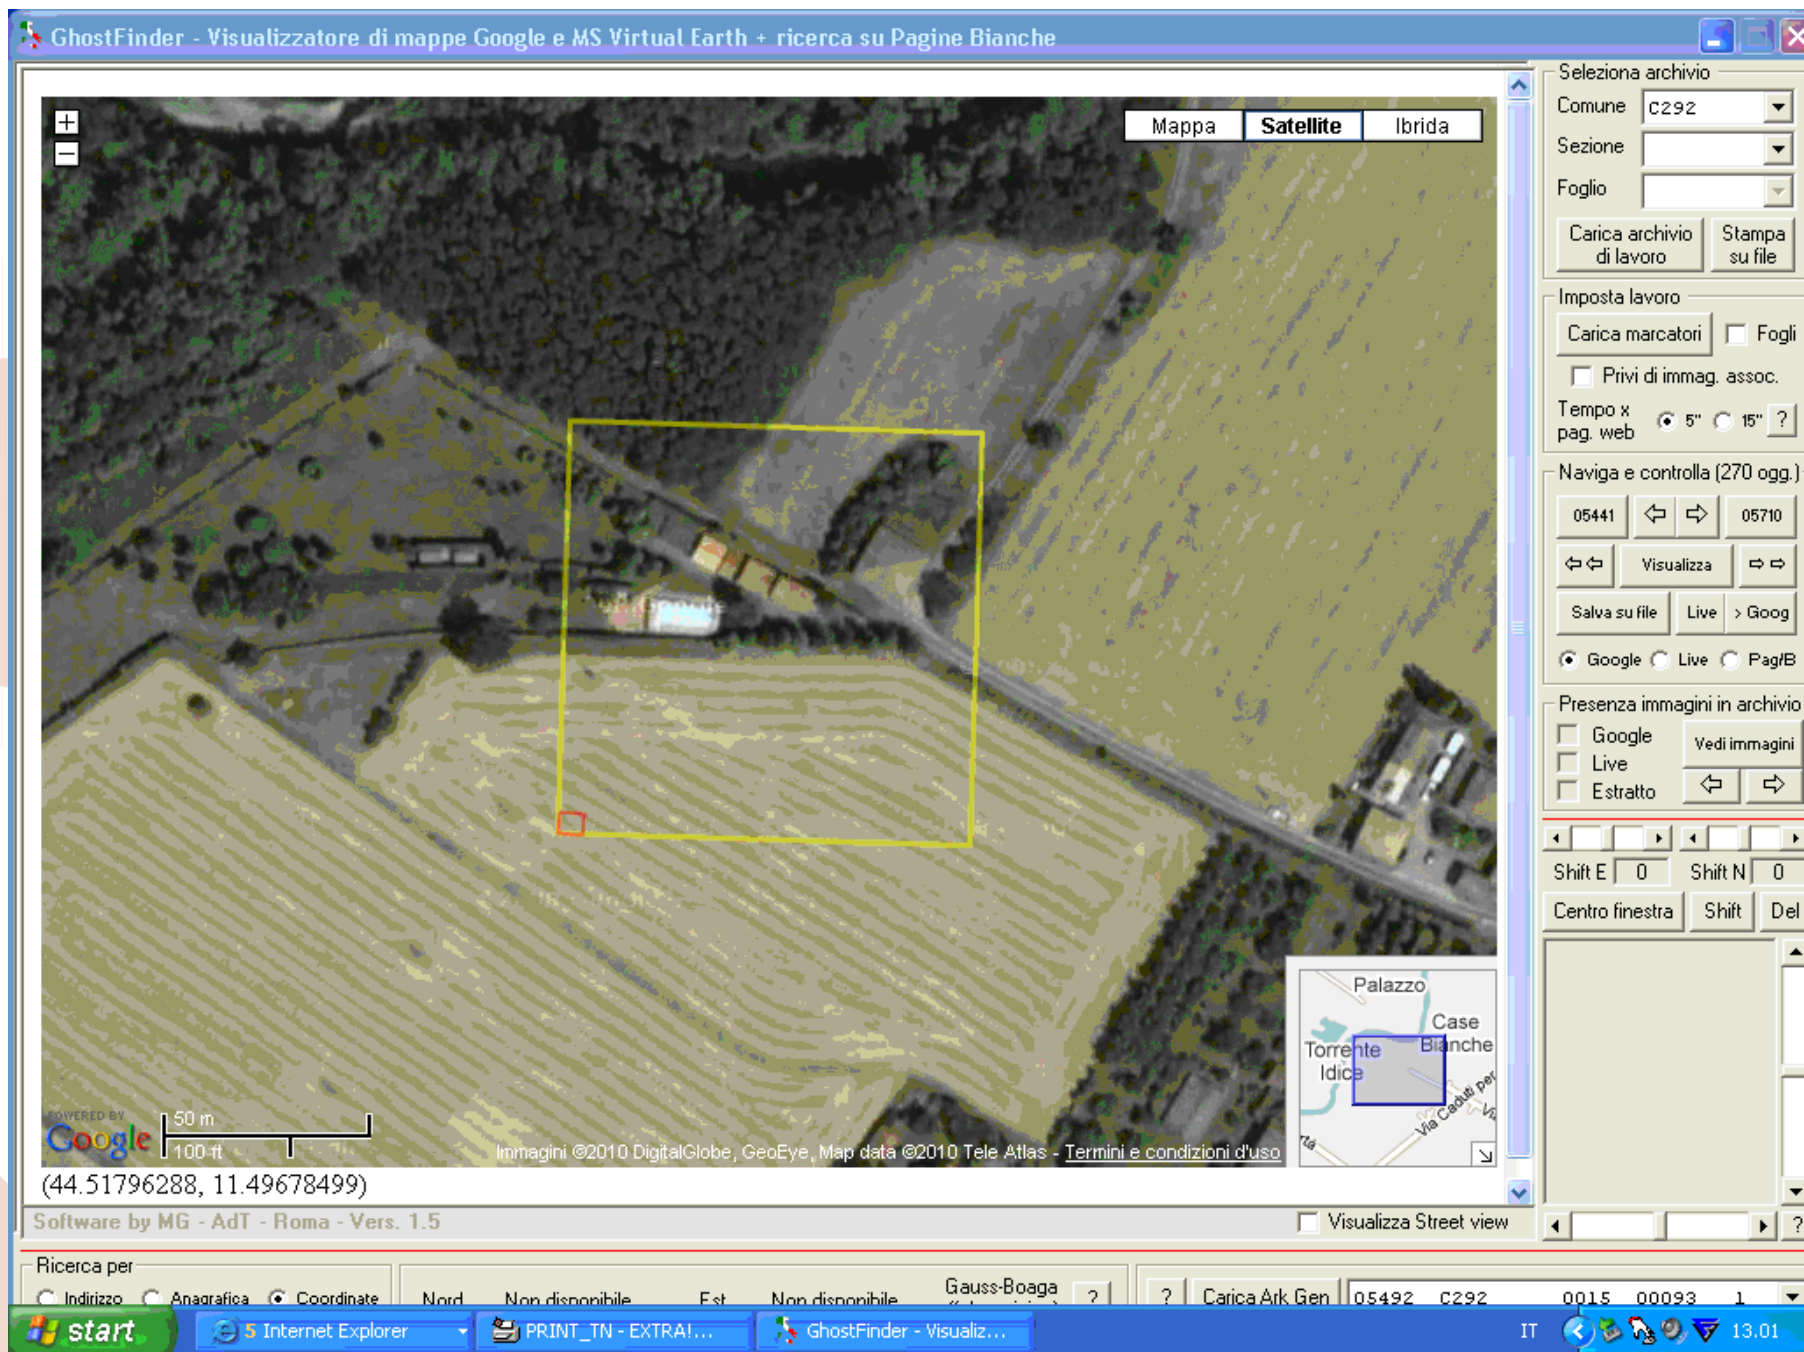 GhostFinder - Visualizzatore di mappe Google e MS Virtual Earth + ricerca su Pagine Bianche
Mappa Satellite Ibrida
Palazzo
Case
Bianche
Torrente
Idice
Via Caduti per
POWERED BY
Google
50 m
100 ft
Immagini ©2010 DigitalGlobe, GeoEye, Map data ©2010 Tele Atlas - Termini e condizioni d'uso
(44.51796288, 11.49678499)
Software by MG - AdT - Roma - Vers. 1.5
Visualizza Street view
Seleziona archivio
Comune C292
Sezione
Foglio
Carica archivio
di lavoro
Stampa
su file
Imposta lavoro
Carica marcatori Fogli
Privi di immag. assoc.
Tempo x
pag. web
5" 15" ?
Naviga e controlla (270 ogg.)
05441 05710
Visualizza
Salva su file Live > Goog
Google Live Pag/B
Presenza immagini in archivio
Google
Live
Estratto
Vedi immagini
Shift E 0 Shift N 0
Centro finestra Shift Del
?
Ricerca per
Indirizzo Anagrafica Coordinate
Nord Non disponibile Est Non disponibile
Gauss-Boaga
?
? Carica Ark Gen 05492 C292 0015 00093 1
start
5 Internet Explorer
PRINT_TN - EXTRA!...
GhostFinder - Visualiz...
IT
13.01